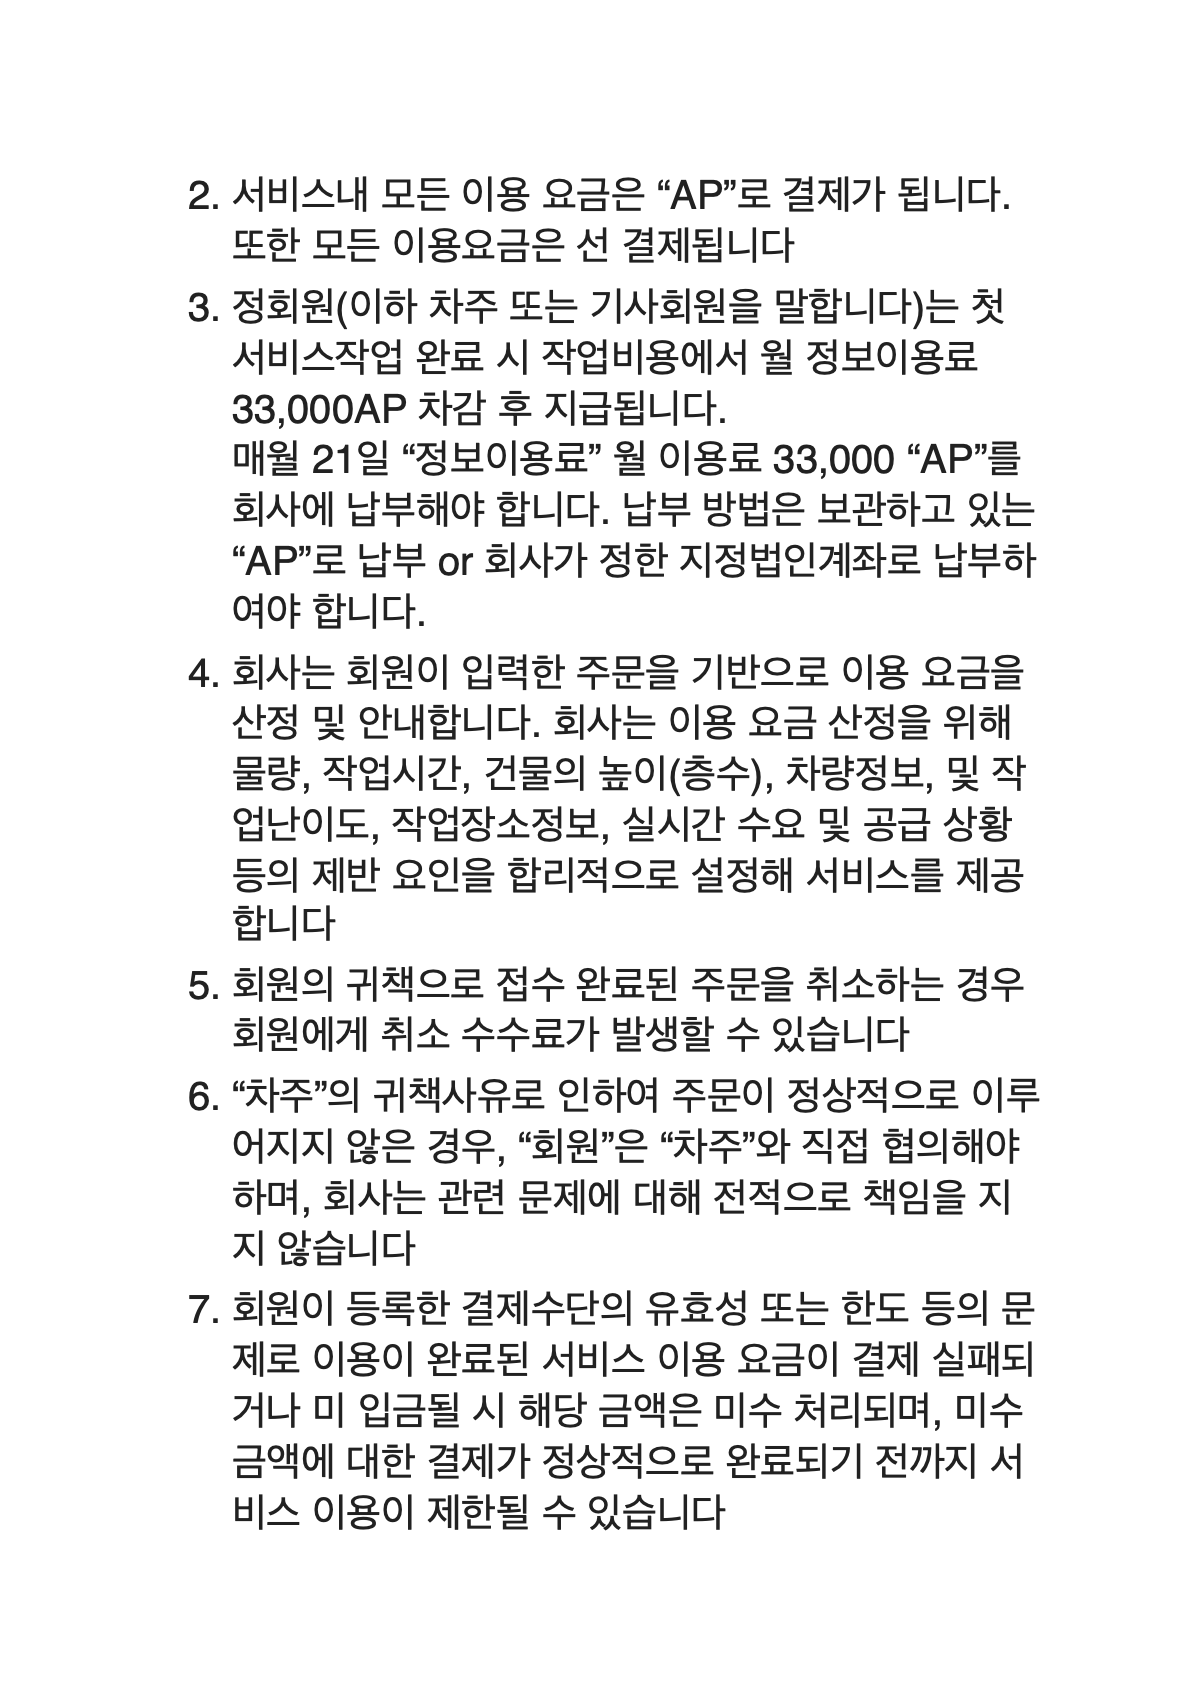 2. 서비스내 모든 이용 요금은 “AP”로 결제가 됩니다.
또한 모든 이용요금은 선 결제됩니다
3. 정회원(이하 차주 또는 기사회원을 말합니다)는 첫
서비스작업 완료 시 작업비용에서 월 정보이용료
33,000AP 차감 후 지급됩니다.
매월 21일 “정보이용료” 월 이용료 33,000 “AP”를
회사에 납부해야 합니다. 납부 방법은 보관하고 있는
“AP”로 납부 or 회사가 정한 지정법인계좌로 납부하
여야 합니다.
4. 회사는 회원이 입력한 주문을 기반으로 이용 요금을
산정 및 안내합니다. 회사는 이용 요금 산정을 위해
물량, 작업시간, 건물의 높이(층수), 차량정보, 및 작
업난이도, 작업장소정보, 실시간 수요 및 공급 상황
등의 제반 요인을 합리적으로 설정해 서비스를 제공
합니다
5. 회원의 귀책으로 접수 완료된 주문을 취소하는 경우
회원에게 취소 수수료가 발생할 수 있습니다
6. “차주”의 귀책사유로 인하여 주문이 정상적으로 이루
어지지 않은 경우, “회원”은 “차주”와 직접 협의해야
하며, 회사는 관련 문제에 대해 전적으로 책임을 지
지 않습니다
7. 회원이 등록한 결제수단의 유효성 또는 한도 등의 문
제로 이용이 완료된 서비스 이용 요금이 결제 실패되
거나 미 입금될 시 해당 금액은 미수 처리되며, 미수
금액에 대한 결제가 정상적으로 완료되기 전까지 서
비스 이용이 제한될 수 있습니다